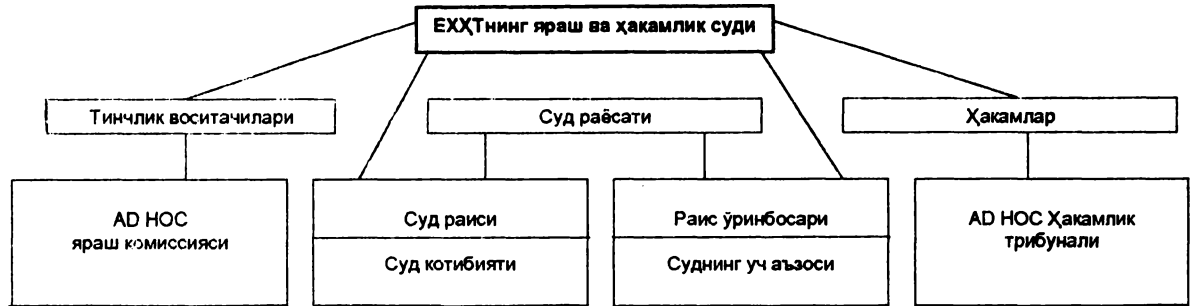 ЕХҲТнинг яраш ва ҳакамлик суди
Тинчлик воситачилари
Суд раёсати
Ҳакамлар
AD HOC
яраш комиссияси
Суд раиси
Суд котибияти
Раис ўринбосари
Суднинг уч аъзоси
AD HOC Ҳакамлик
трибунали